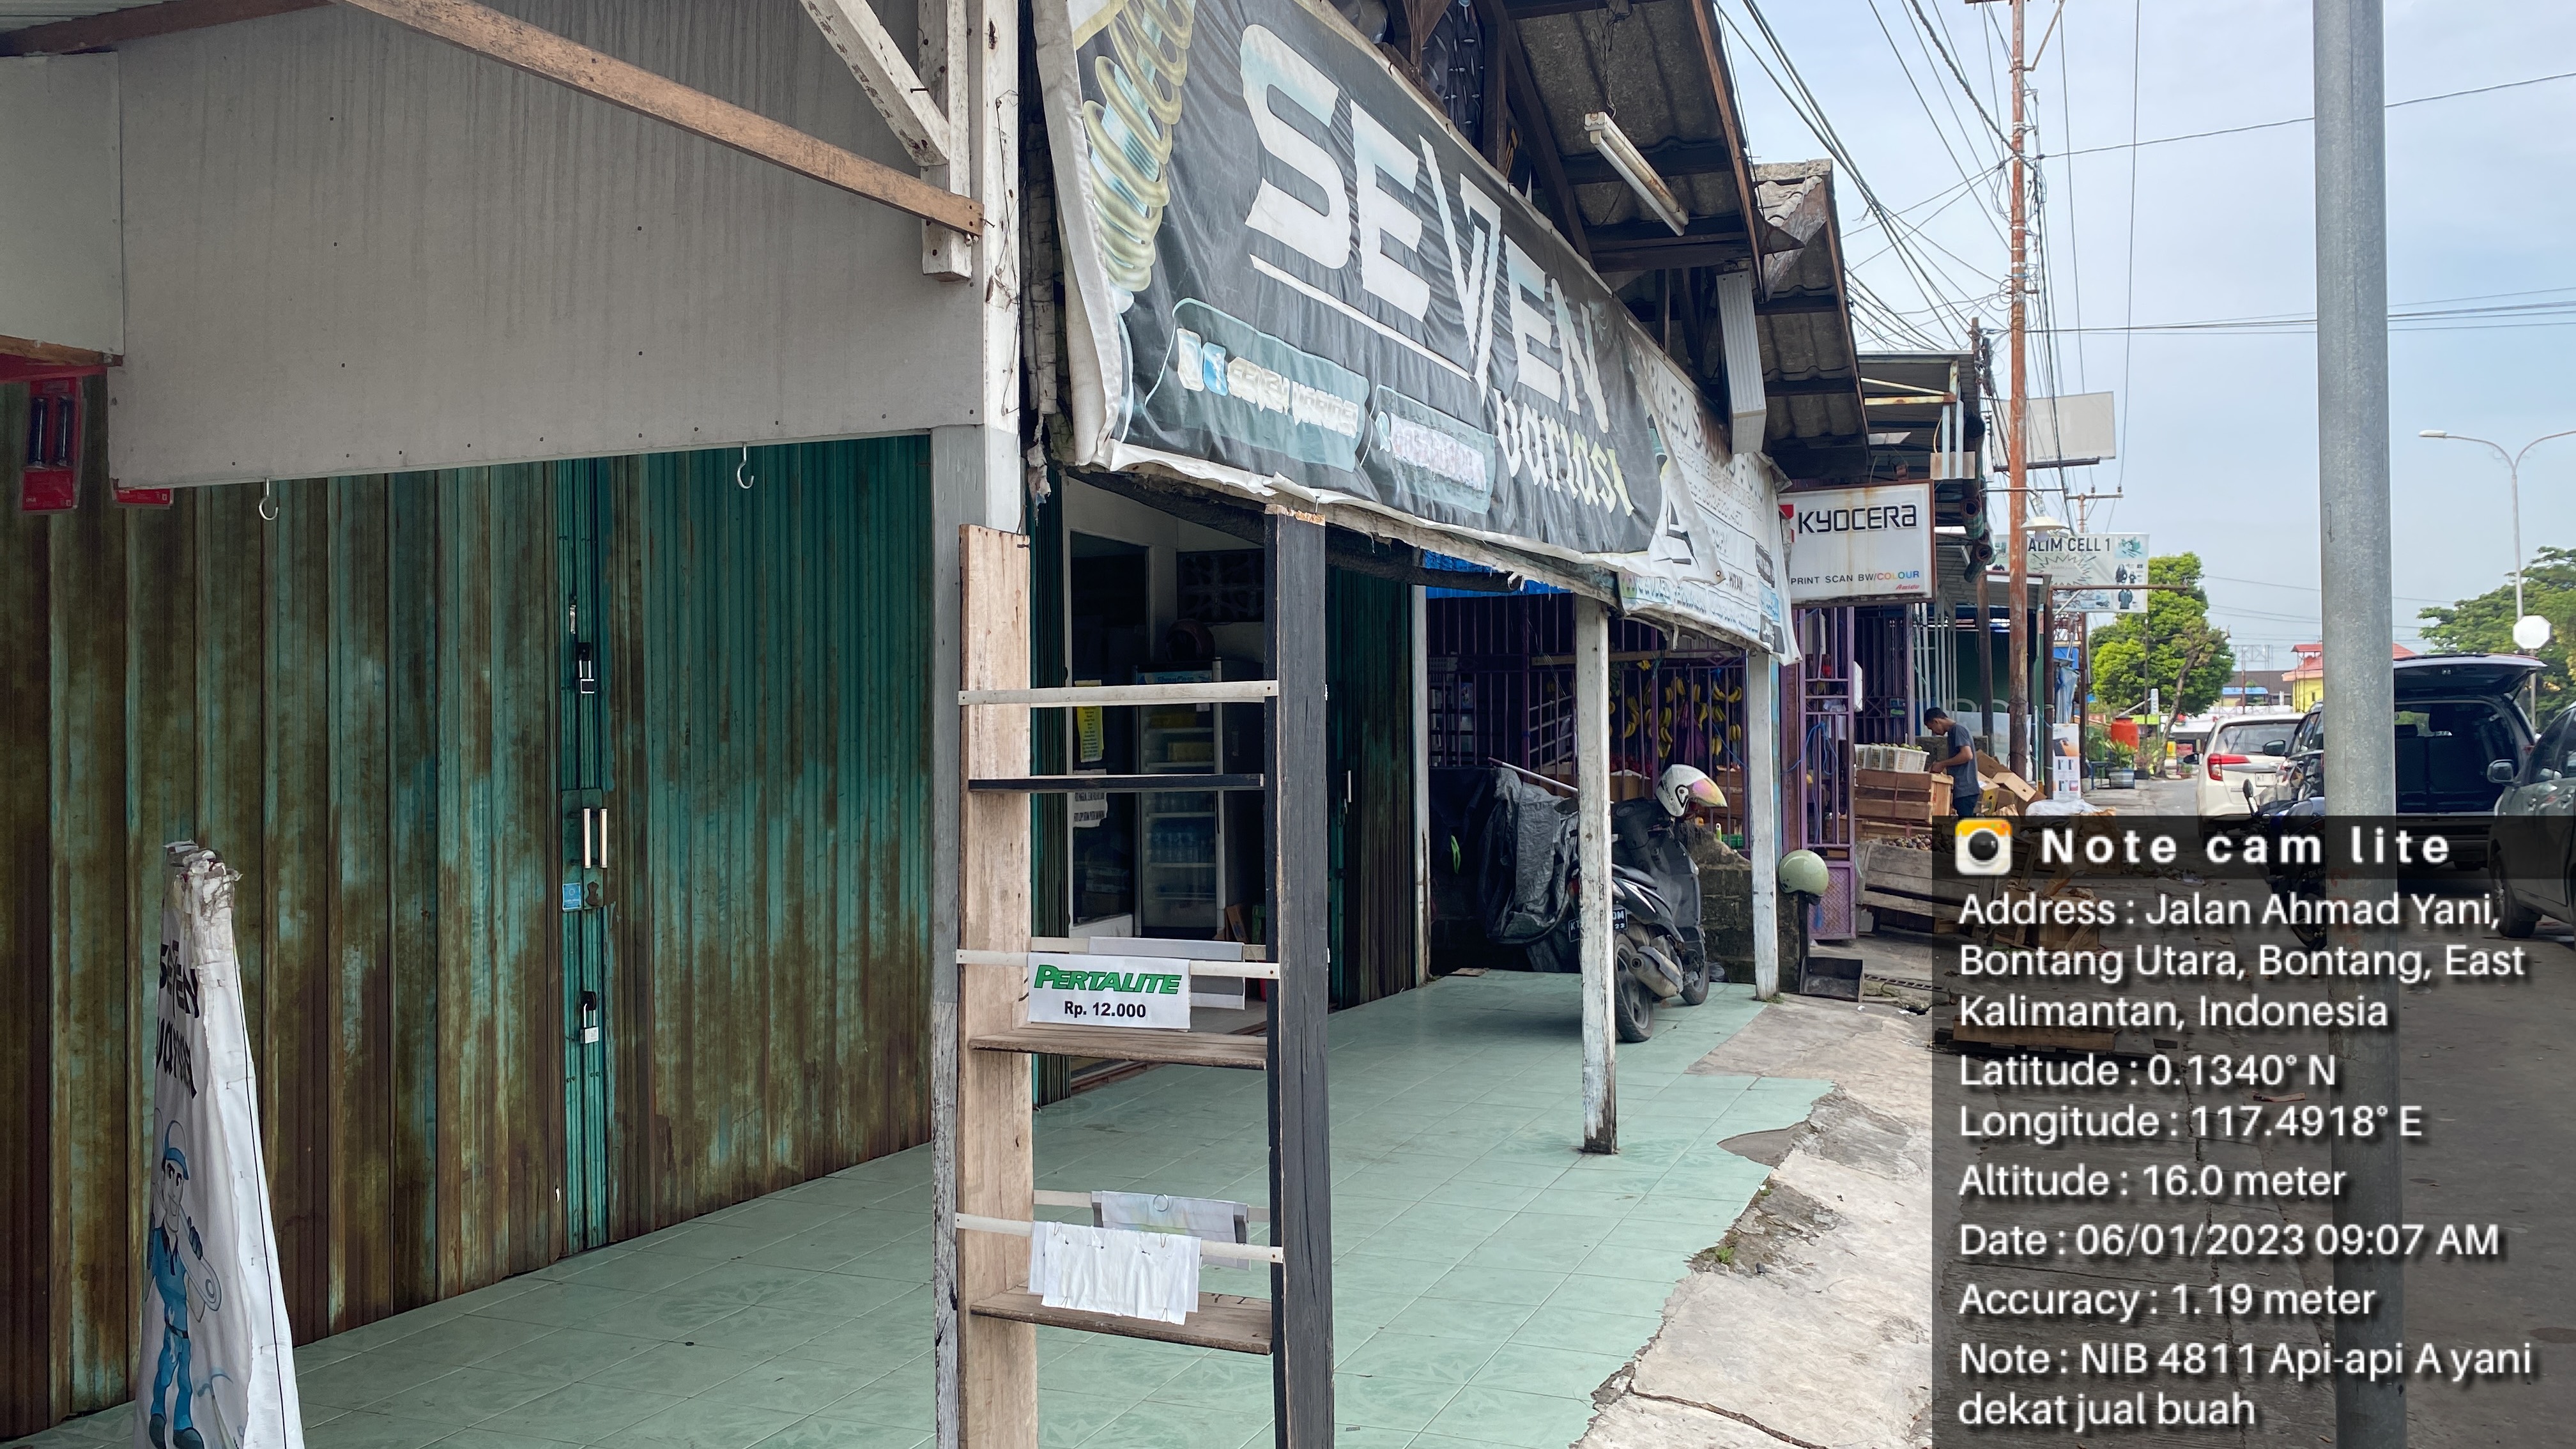 SEVEN
variasi
KYOCERA
PRINT SCAN BW/COLOUR
ALIM CELL 1
PERTALITE
Rp. 12.000
SEVEN
variasi
Note cam lite
Address : Jalan Ahmad Yani,
Bontang Utara, Bontang, East
Kalimantan, Indonesia
Latitude : 0.1340° N
Longitude : 117.4918° E
Altitude : 16.0 meter
Date : 06/01/2023 09:07 AM
Accuracy : 1.19 meter
Note : NIB 4811 Api-api A yani
dekat jual buah